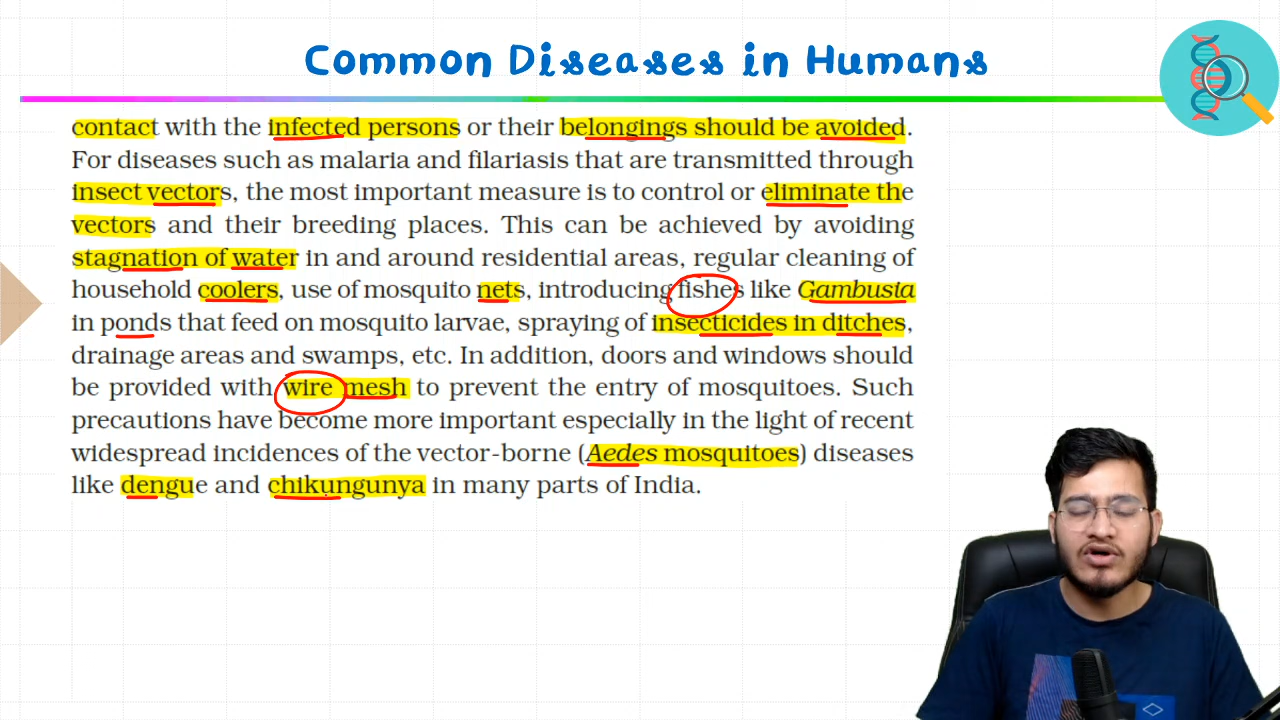 Common Diseases in Humans
contact with the infected persons or their belongings should be avoided.
For diseases such as malaria and filariasis that are transmitted through
insect vectors, the most important measure is to control or eliminate the
vectors and their breeding places. This can be achieved by avoiding
stagnation of water in and around residential areas, regular cleaning of
household coolers, use of mosquito nets, introducing fishes like Gambusta
in ponds that feed on mosquito larvae, spraying of insecticides in ditches,
drainage areas and swamps, etc. In addition, doors and windows should
be provided with wire mesh to prevent the entry of mosquitoes. Such
precautions have become more important especially in the light of recent
widespread incidences of the vector-borne (Aedes mosquitoes) diseases
like dengue and chikungunya in many parts of India.